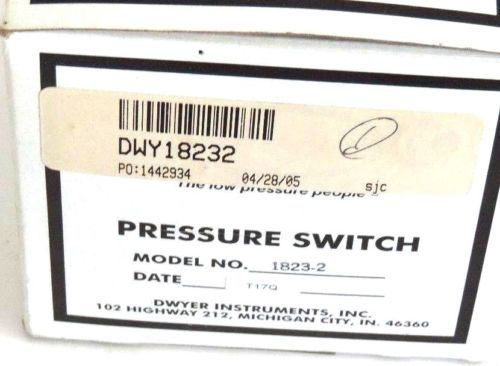 DWY18232
PO:1442934 04/28/05 sjc
The low pressure people
PRESSURE SWITCH
MODEL NO. 1823-2
DATE T17Q
DWYER INSTRUMENTS, INC.
102 HIGHWAY 212, MICHIGAN CITY, IN. 46360